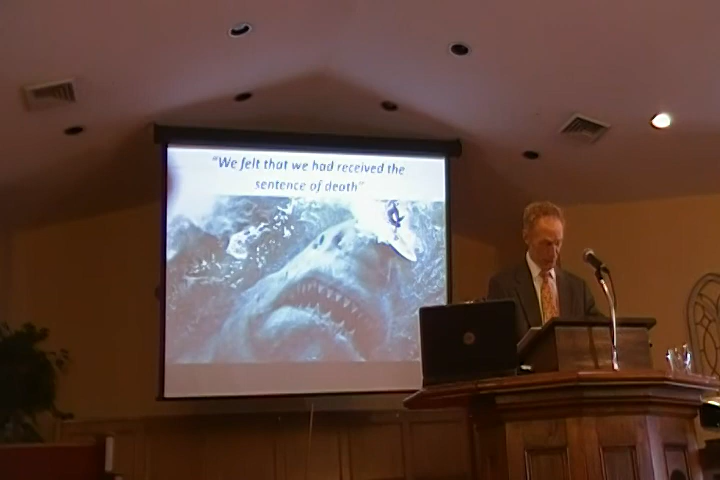 "We felt that we had received the
sentence of death"